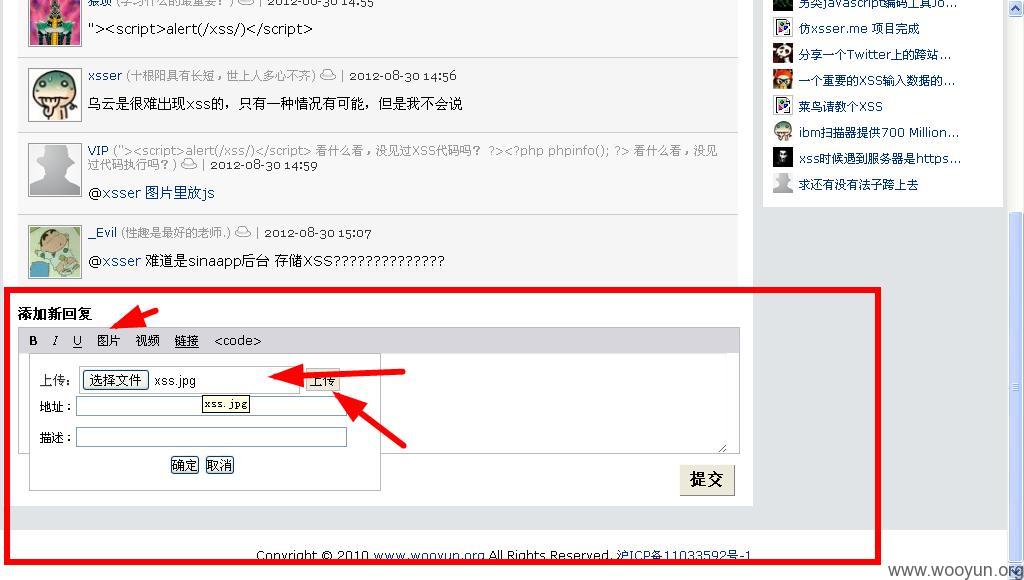 猥琐 (学习什么的最重要！) | 2012-08-30 14:55
"><script>alert(/xss/)</script>
xsser (十根阳具有长短，世上人多心不齐) | 2012-08-30 14:56
乌云是很难出现xss的，只有一种情况有可能，但是我不会说
VIP ("><script>alert(/xss/)</script> 看什么看，没见过XSS代码吗？ ?><?php phpinfo(); ?> 看什么看，没见
过代码执行吗？) | 2012-08-30 14:59
@xsser 图片里放js
_Evil (性趣是最好的老师.) | 2012-08-30 15:07
@xsser 难道是sinaapp后台 存储XSS??????????????
另类javascript编码工具Jo...
仿xsser.me 项目完成
分享一个Twitter上的跨站...
一个重要的XSS输入数据的...
菜鸟请教个XSS
ibm扫描器提供700 Million...
xss时候遇到服务器是https...
求还有没有法子跨上去
添加新回复
B I U 图片 视频 链接 <code>
上传： 选择文件 xss.jpg 上传
地址： xss.jpg
描述：
确定 取消
提交
Copyright © 2010 www.wooyun.org All Rights Reserved. 沪ICP备11033592号-1
www.wooyun.org